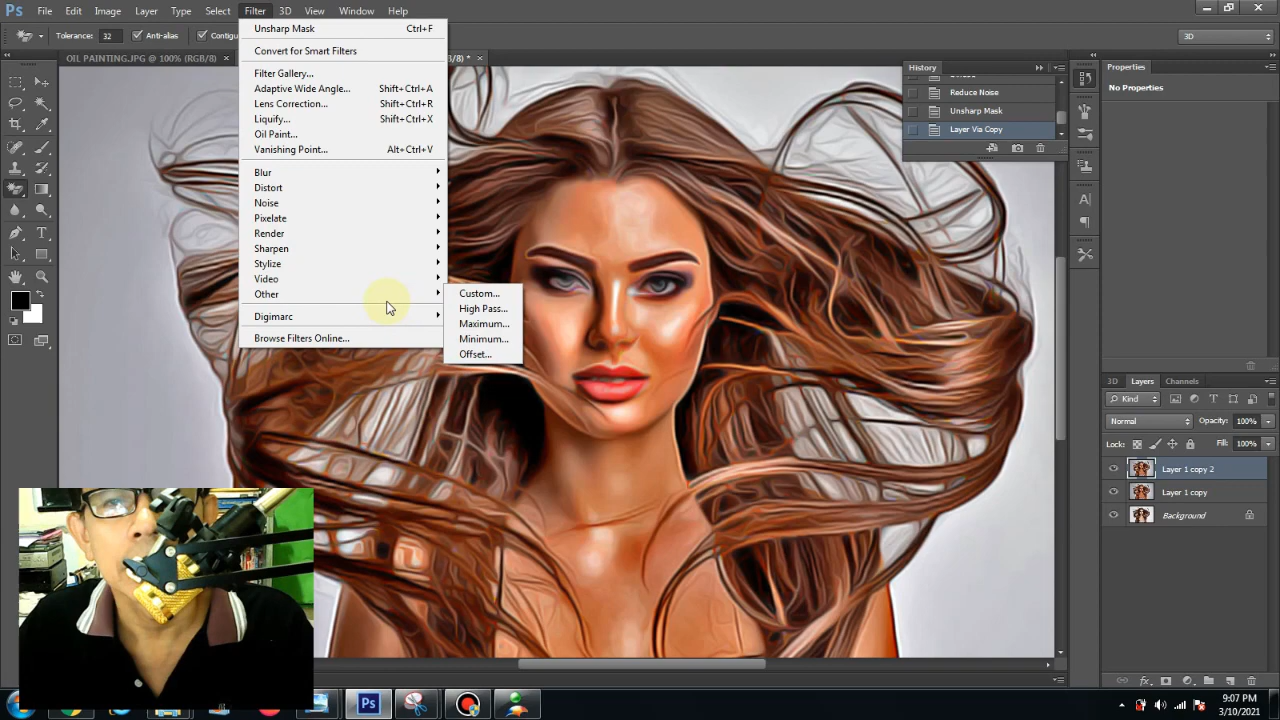 Ps File Edit Image Layer Type Select Filter 3D View Window Help
Tolerance: 32 Anti-alias
3D
OIL PAINTING.JPG @ 100% (RGB/8) ×
Unsharp Mask Ctrl+F
Convert for Smart Filters
Filter Gallery...
Adaptive Wide Angle... Shift+Ctrl+A
Lens Correction... Shift+Ctrl+R
Liquify... Shift+Ctrl+X
Oil Paint...
Vanishing Point... Alt+Ctrl+V
Blur
Distort
Noise
Pixelate
Render
Sharpen
Stylize
Video
Other
Digimarc
Browse Filters Online...
Custom...
High Pass...
Maximum...
Minimum...
Offset...
History
Reduce Noise
Unsharp Mask
Layer Via Copy
Properties
No Properties
3D Layers Channels
Kind
Normal Opacity: 100%
Lock: Fill: 100%
Layer 1 copy 2
Layer 1 copy
Background
Ps
9:07 PM
3/10/2021